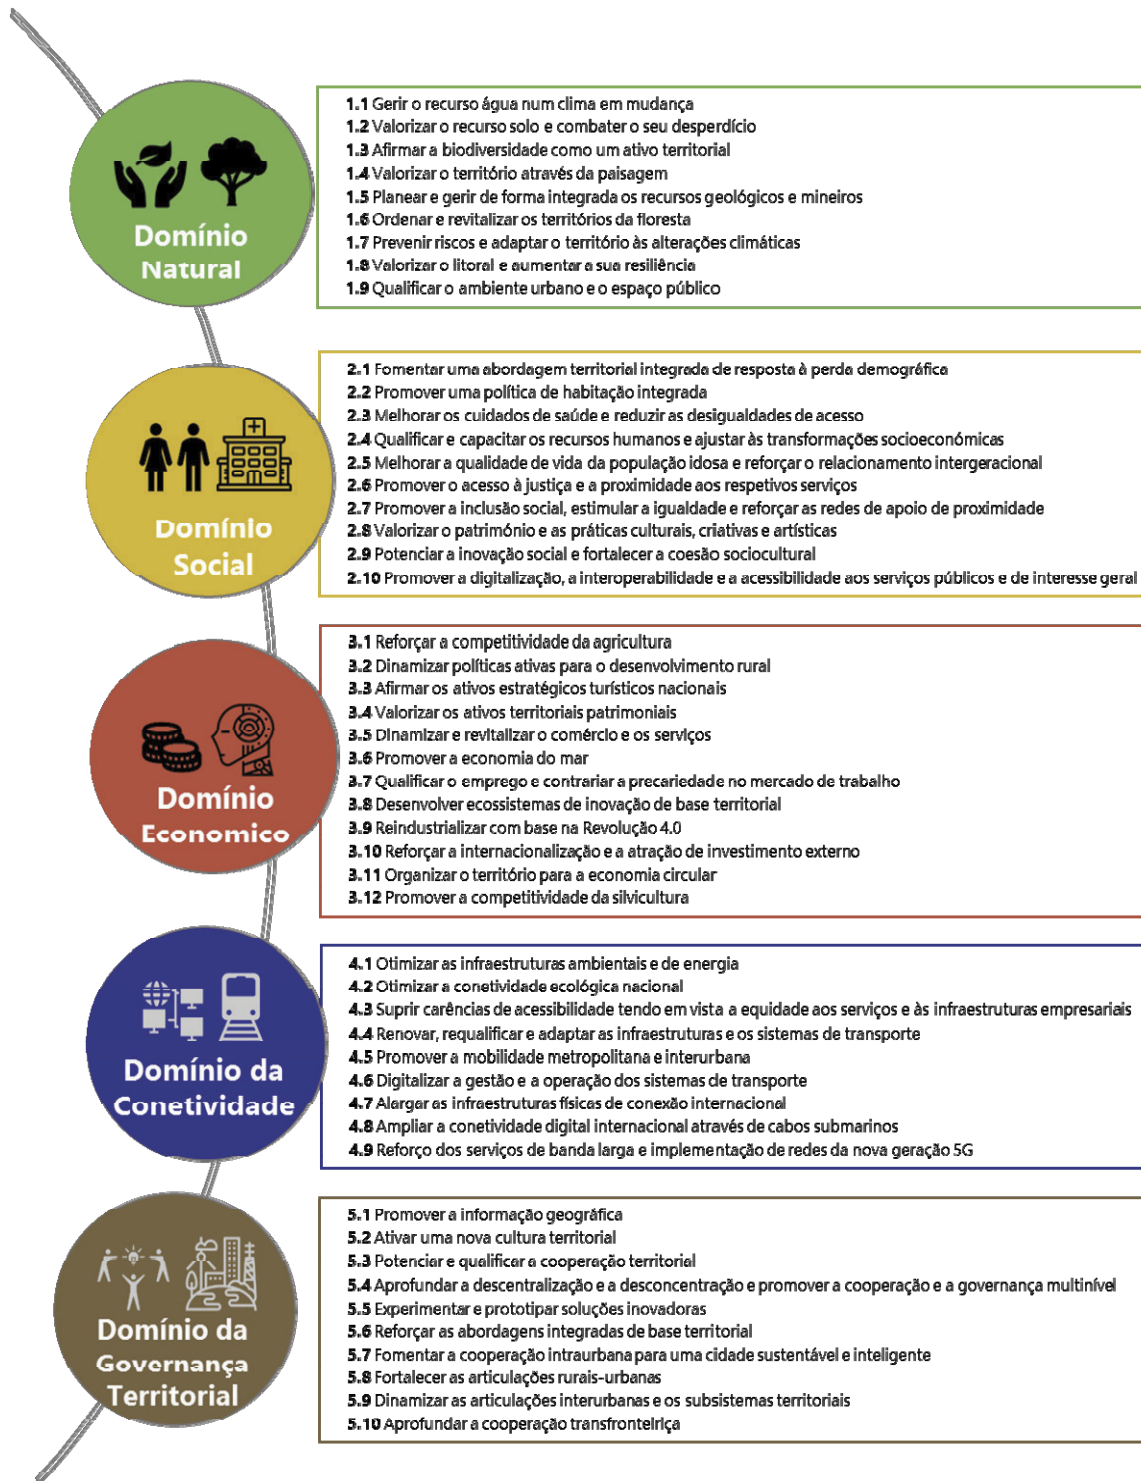 Domínio
Natural
1.1 Gerir o recurso água num clima em mudança
1.2 Valorizar o recurso solo e combater o seu desperdício
1.3 Afirmar a biodiversidade como um ativo territorial
1.4 Valorizar o território através da paisagem
1.5 Planear e gerir de forma integrada os recursos geológicos e mineiros
1.6 Ordenar e revitalizar os territórios da floresta
1.7 Prevenir riscos e adaptar o território às alterações climáticas
1.8 Valorizar o litoral e aumentar a sua resiliência
1.9 Qualificar o ambiente urbano e o espaço público
Domínio
Social
2.1 Fomentar uma abordagem territorial integrada de resposta à perda demográfica
2.2 Promover uma política de habitação integrada
2.3 Melhorar os cuidados de saúde e reduzir as desigualdades de acesso
2.4 Qualificar e capacitar os recursos humanos e ajustar às transformações socioeconómicas
2.5 Melhorar a qualidade de vida da população idosa e reforçar o relacionamento intergeracional
2.6 Promover o acesso à justiça e a proximidade aos respetivos serviços
2.7 Promover a inclusão social, estimular a igualdade e reforçar as redes de apoio de proximidade
2.8 Valorizar o património e as práticas culturais, criativas e artísticas
2.9 Potenciar a inovação social e fortalecer a coesão sociocultural
2.10 Promover a digitalização, a interoperabilidade e a acessibilidade aos serviços públicos e de interesse geral
Domínio
Economico
3.1 Reforçar a competitividade da agricultura
3.2 Dinamizar políticas ativas para o desenvolvimento rural
3.3 Afirmar os ativos estratégicos turísticos nacionais
3.4 Valorizar os ativos territoriais patrimoniais
3.5 Dinamizar e revitalizar o comércio e os serviços
3.6 Promover a economia do mar
3.7 Qualificar o emprego e contrariar a precariedade no mercado de trabalho
3.8 Desenvolver ecossistemas de inovação de base territorial
3.9 Reindustrializar com base na Revolução 4.0
3.10 Reforçar a internacionalização e a atração de investimento externo
3.11 Organizar o território para a economia circular
3.12 Promover a competitividade da silvicultura
Domínio da
Conetividade
4.1 Otimizar as infraestruturas ambientais e de energia
4.2 Otimizar a conetividade ecológica nacional
4.3 Suprir carências de acessibilidade tendo em vista a equidade aos serviços e às infraestruturas empresariais
4.4 Renovar, requalificar e adaptar as infraestruturas e os sistemas de transporte
4.5 Promover a mobilidade metropolitana e interurbana
4.6 Digitalizar a gestão e a operação dos sistemas de transporte
4.7 Alargar as infraestruturas físicas de conexão internacional
4.8 Ampliar a conetividade digital internacional através de cabos submarinos
4.9 Reforço dos serviços de banda larga e implementação de redes da nova geração 5G
Domínio da
Governança
Territorial
5.1 Promover a informação geográfica
5.2 Ativar uma nova cultura territorial
5.3 Potenciar e qualificar a cooperação territorial
5.4 Aprofundar a descentralização e a desconcentração e promover a cooperação e a governança multinível
5.5 Experimentar e prototipar soluções inovadoras
5.6 Reforçar as abordagens integradas de base territorial
5.7 Fomentar a cooperação intraurbana para uma cidade sustentável e inteligente
5.8 Fortalecer as articulações rurais-urbanas
5.9 Dinamizar as articulações interurbanas e os subsistemas territoriais
5.10 Aprofundar a cooperação transfronteiriça